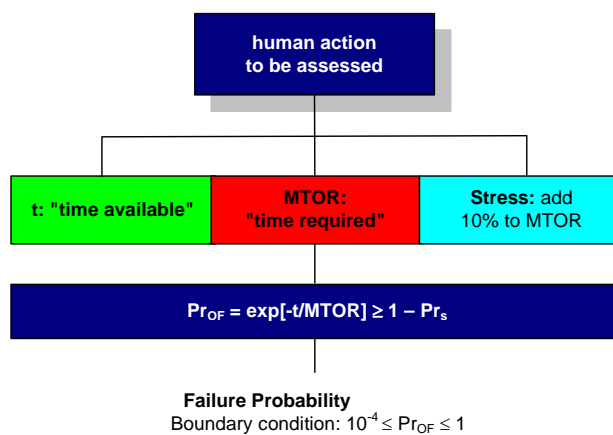 human action
to be assessed
t: "time available"
MTOR:
"time required"
Stress: add
10% to MTOR
Pr_OF = exp[-t/MTOR] ≥ 1 – Pr_s
Failure Probability
Boundary condition: 10^-4 ≤ Pr_OF ≤ 1